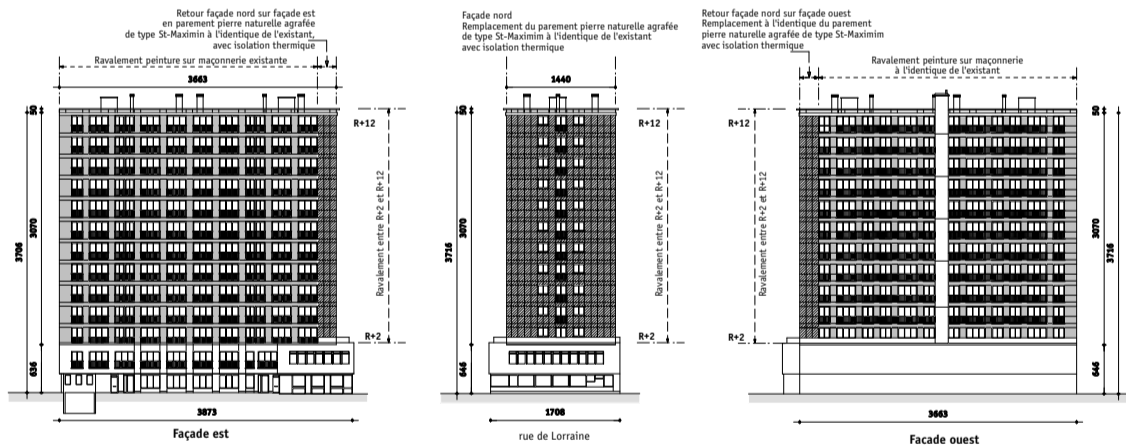 Retour façade nord sur façade est
en parement pierre naturelle agrafée
de type St-Maximin à l'identique de l'existant,
avec isolation thermique
Ravalement peinture sur maçonnerie existante
3663
50
3070
3706
636
R+12
Ravalement entre R+2 et R+12
R+2
3873
Façade est
Façade nord
Remplacement du parement pierre naturelle agrafée
de type St-Maximim à l'identique de l'existant
avec isolation thermique
1440
50
3070
3716
646
R+12
Ravalement entre R+2 et R+12
R+2
1708
rue de Lorraine
Retour façade nord sur façade ouest
Remplacement à l'identique du parement
pierre naturelle agrafée de type St-Maximim
avec isolation thermique
Ravalement peinture sur maçonnerie
à l'identique de l'existant
R+12
Ravalement entre R+2 et R+12
R+2
50
3070
3716
646
3663
Façade ouest